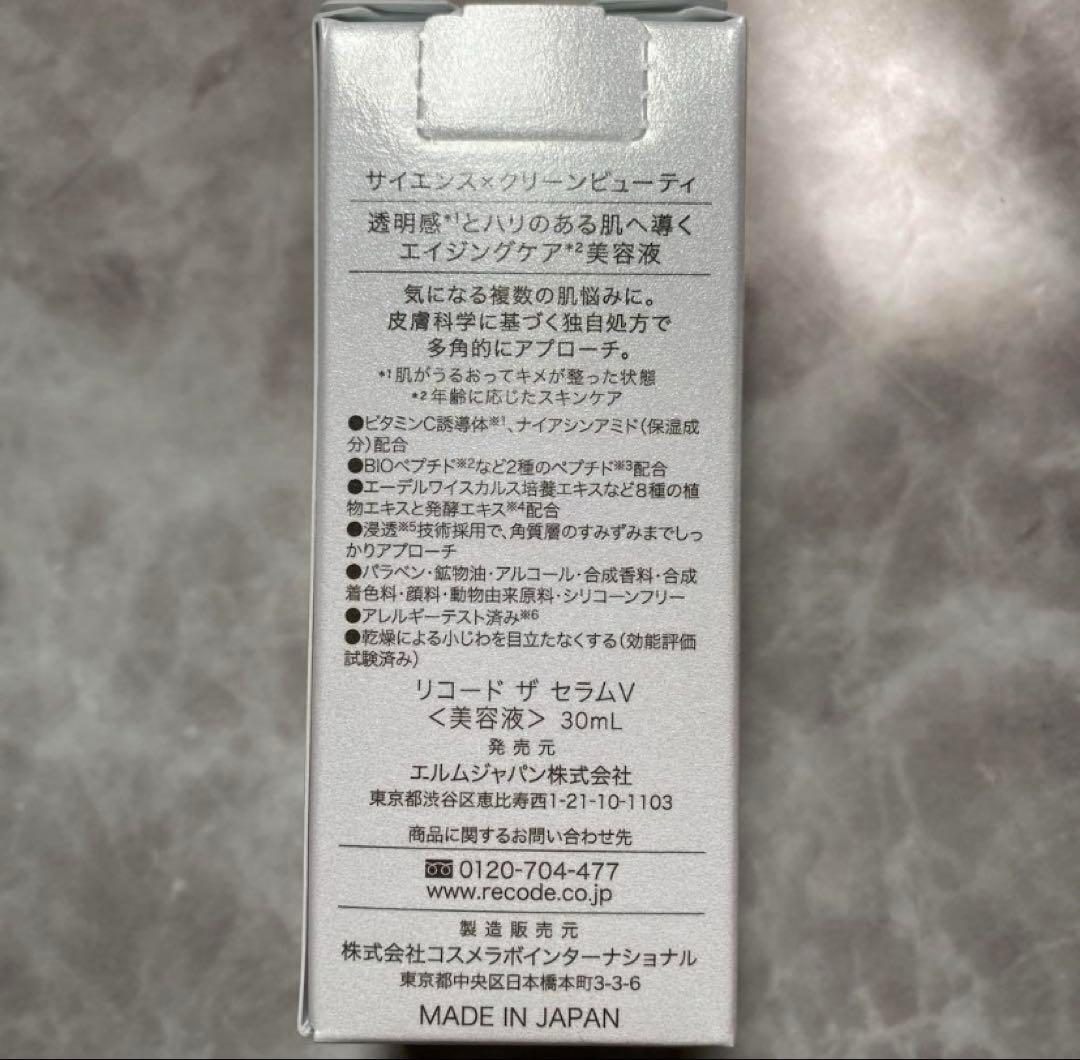 サイエンス×クリーンビューティ
透明感*1とハリのある肌へ導く
エイジングケア*2美容液
気になる複数の肌悩みに。
皮膚科学に基づく独自処方で
多角的にアプローチ。
*1肌がうるおってキメが整った状態
*2年齢に応じたスキンケア
●ビタミンC誘導体※1、ナイアシンアミド（保湿成
分）配合
●BIOペプチド※2など2種のペプチド※3配合
●エーデルワイスカルス培養エキスなど8種の植
物エキスと発酵エキス※4配合
●浸透※5技術採用で、角質層のすみずみまでしっ
かりアプローチ
●パラベン・鉱物油・アルコール・合成香料・合成
着色料・顔料・動物由来原料・シリコーンフリー
●アレルギーテスト済み※6
●乾燥による小じわを目立たなくする（効能評価
試験済み）
リコード ザ セラムV
＜美容液＞ 30mL
発売元
エルムジャパン株式会社
東京都渋谷区恵比寿西1-21-10-1103
商品に関するお問い合わせ先
0120-704-477
www.recode.co.jp
製造販売元
株式会社コスメラボインターナショナル
東京都中央区日本橋本町3-3-6
MADE IN JAPAN